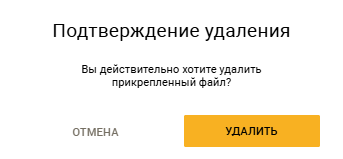 Подтверждение удаления
Вы действительно хотите удалить
прикрепленный файл?
ОТМЕНА
УДАЛИТЬ